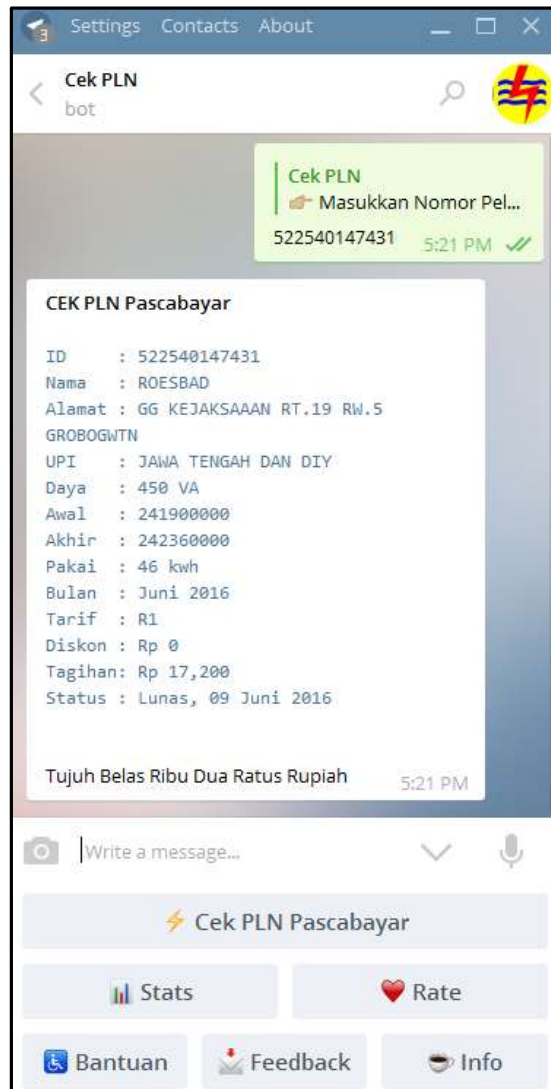 Settings Contacts About
3
Cek PLN
bot
Cek PLN
Masukkan Nomor Pel...
522540147431 5:21 PM
CEK PLN Pascabayar
ID : 522540147431
Nama : ROESBAD
Alamat : GG KEJAKSAAAN RT.19 RW.5
GROBOGWTN
UPI : JAWA TENGAH DAN DIY
Daya : 450 VA
Awal : 241900000
Akhir : 242360000
Pakai : 46 kwh
Bulan : Juni 2016
Tarif : R1
Diskon : Rp 0
Tagihan: Rp 17,200
Status : Lunas, 09 Juni 2016
Tujuh Belas Ribu Dua Ratus Rupiah 5:21 PM
Write a message...
Cek PLN Pascabayar
Stats Rate
Bantuan Feedback Info